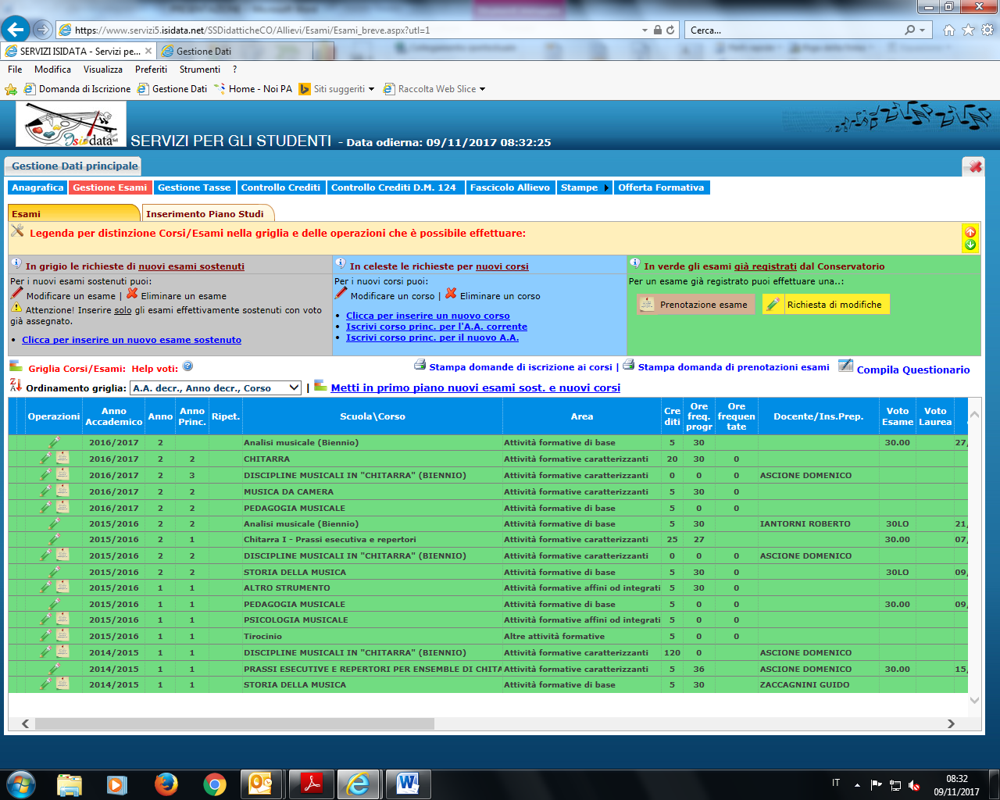 https://www.servizi5.isidata.net/SSDidatticheCO/Allievi/Esami/Esami_breve.aspx?utI=1
Cerca...
SERVIZI ISIDATA - Servizi pe...
Gestione Dati
File Modifica Visualizza Preferiti Strumenti ?
Domanda di Iscrizione Gestione Dati Home - Noi PA Siti suggeriti Raccolta Web Slice
Isidata SERVIZI PER GLI STUDENTI - Data odierna: 09/11/2017 08:32:25
Gestione Dati principale
Anagrafica Gestione Esami Gestione Tasse Controllo Crediti Controllo Crediti D.M. 124 Fascicolo Allievo Stampe Offerta Formativa
Esami Inserimento Piano Studi
Legenda per distinzione Corsi/Esami nella griglia e delle operazioni che è possibile effettuare:
In grigio le richieste di nuovi esami sostenuti
Per i nuovi esami sostenuti puoi:
Modificare un esame | Eliminare un esame
Attenzione! Inserire solo gli esami effettivamente sostenuti con voto
già assegnato.
• Clicca per inserire un nuovo esame sostenuto
In celeste le richieste per nuovi corsi
Per i nuovi corsi puoi:
Modificare un corso | Eliminare un corso
• Clicca per inserire un nuovo corso
• Iscrivi corso princ. per l'A.A. corrente
• Iscrivi corso princ. per il nuovo A.A.
In verde gli esami già registrati dal Conservatorio
Per un esame già registrato puoi effettuare una..:
Prenotazione esame Richiesta di modifiche
Griglia Corsi/Esami: Help voti: Stampa domande di iscrizione ai corsi | Stampa domanda di prenotazioni esami Compila Questionario
Ordinamento griglia: A.A. decr., Anno decr., Corso | Metti in primo piano nuovi esami sost. e nuovi corsi
Operazioni Anno Accademico Anno Anno Princ. Ripet. Scuola\Corso Area Cre diti Ore freq. progr Ore frequen tate Docente/Ins.Prep. Voto Esame Voto Laurea
2016/2017 2 Analisi musicale (Biennio) Attività formative di base 5 30 30.00 27,
2016/2017 2 2 CHITARRA Attività formative caratterizzanti 20 30 0
2016/2017 2 3 DISCIPLINE MUSICALI IN "CHITARRA" (BIENNIO) Attività formative caratterizzanti 0 0 0 ASCIONE DOMENICO
2016/2017 2 2 MUSICA DA CAMERA Attività formative caratterizzanti 5 30 0
2016/2017 2 2 PEDAGOGIA MUSICALE Attività formative caratterizzanti 5 0 0
2015/2016 2 2 Analisi musicale (Biennio) Attività formative di base 5 30 IANTORNI ROBERTO 30LO 21,
2015/2016 2 1 Chitarra I - Prassi esecutiva e repertori Attività formative caratterizzanti 25 27 30.00 07,
2015/2016 2 2 DISCIPLINE MUSICALI IN "CHITARRA" (BIENNIO) Attività formative caratterizzanti 0 0 0 ASCIONE DOMENICO
2015/2016 2 2 STORIA DELLA MUSICA Attività formative di base 5 30 0 30LO 09,
2015/2016 1 1 ALTRO STRUMENTO Attività formative affini od integrati 5 30 0
2015/2016 1 1 PEDAGOGIA MUSICALE Attività formative di base 5 0 0 30.00 09,
2015/2016 1 1 PSICOLOGIA MUSICALE Attività formative affini od integrati 5 0 0
2015/2016 1 1 Tirocinio Altre attività formative 5 0 0
2014/2015 1 1 DISCIPLINE MUSICALI IN "CHITARRA" (BIENNIO) Attività formative caratterizzanti 120 0 ASCIONE DOMENICO
2014/2015 1 1 PRASSI ESECUTIVE E REPERTORI PER ENSEMBLE DI CHITA Attività formative caratterizzanti 5 36 ASCIONE DOMENICO 30.00 15,
2014/2015 1 1 STORIA DELLA MUSICA Attività formative di base 5 30 ZACCAGNINI GUIDO
IT 08:32
09/11/2017